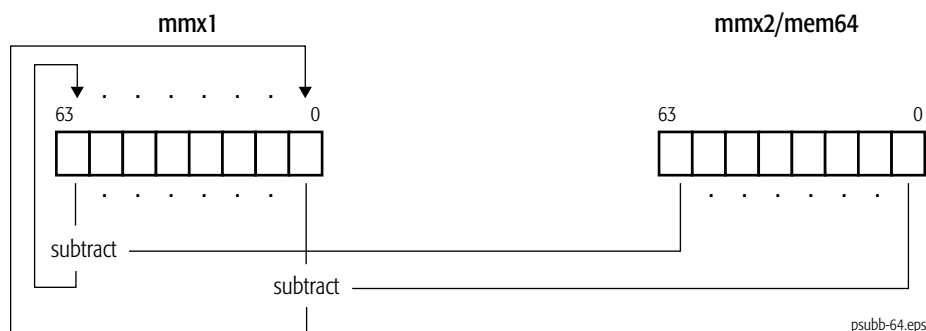 mmx1 mmx2/mem64
. . . . . .
63 0 63 0
. . . . . . . . . . . .
subtract
subtract
psubb-64.eps